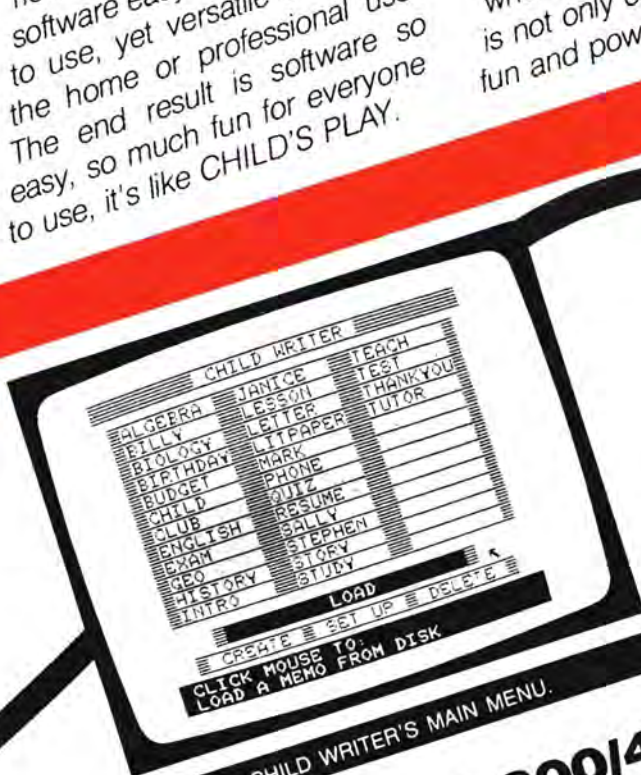 software easy
to use, yet versatile
the home or professional use
The end result is software so
easy, so much fun for everyone
to use, it's like CHILD'S PLAY.
is not only
fun and pow
CHILD WRITER
ALGEBRA JANICE TEACH
BILLY LESSON TEST
BIOLOGY LETTER THANKYOU
BIRTHDAY LITPAPER TUTOR
BUDGET MARK
CHILD PHONE
CLUB QUIZ
ENGLISH RESUME
EXAM SALLY
GEO STEPHEN
HISTORY STORY
INTRO STUDY
LOAD
CREATE SET UP DELETE
CLICK MOUSE TO:
LOAD A MEMO FROM DISK
CHILD WRITER'S MAIN MENU.